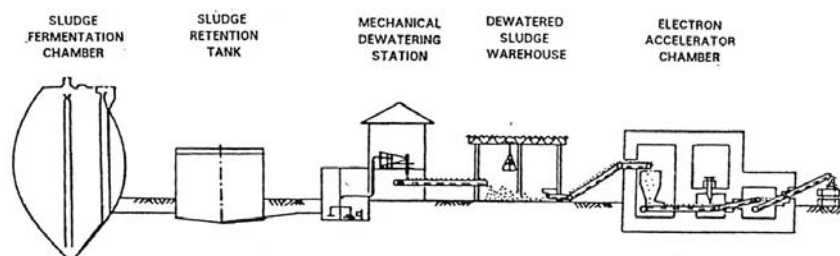 SLUDGE
FERMENTATION
CHAMBER
SLUDGE
RETENTION
TANK
MECHANICAL
DEWATERING
STATION
DEWATERED
SLUDGE
WAREHOUSE
ELECTRON
ACCELERATOR
CHAMBER